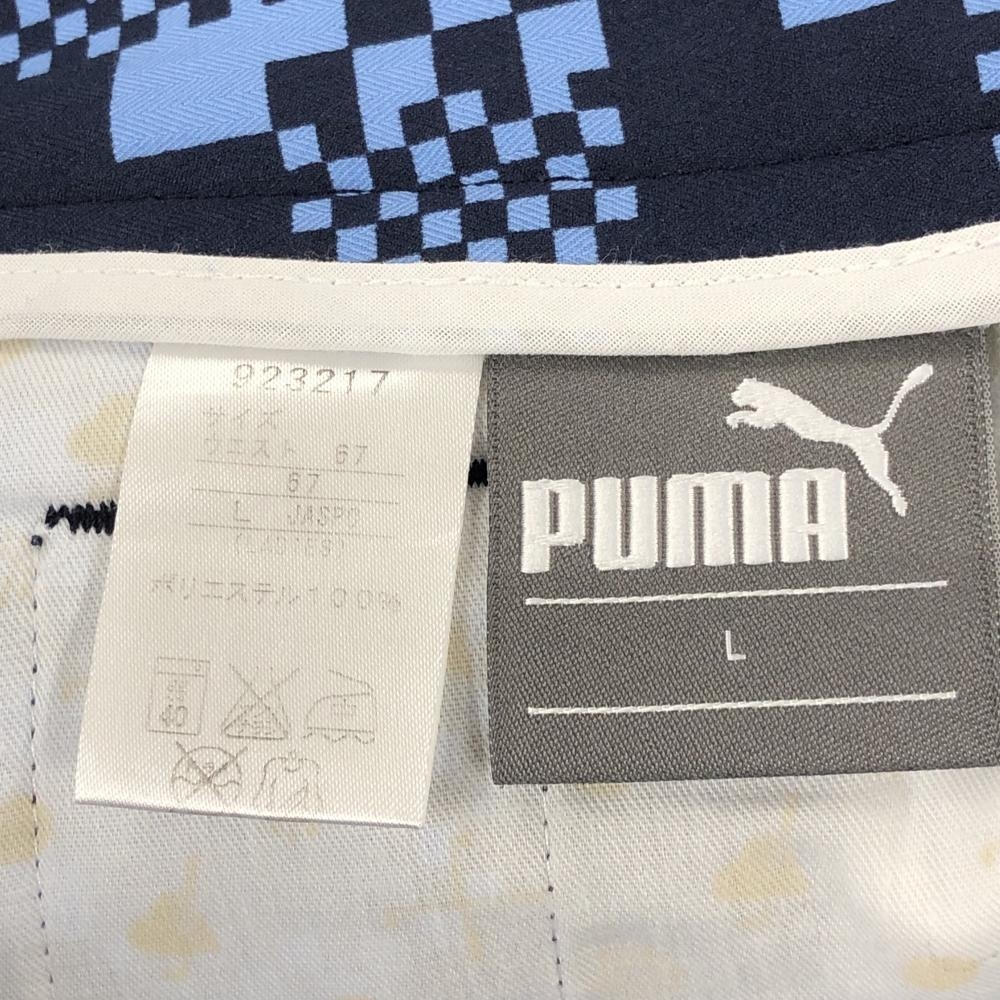 923217
サイズ
ウエスト 67
67
L JASPO
(LADIES)
ポリエステル100%
40
PUMA
L